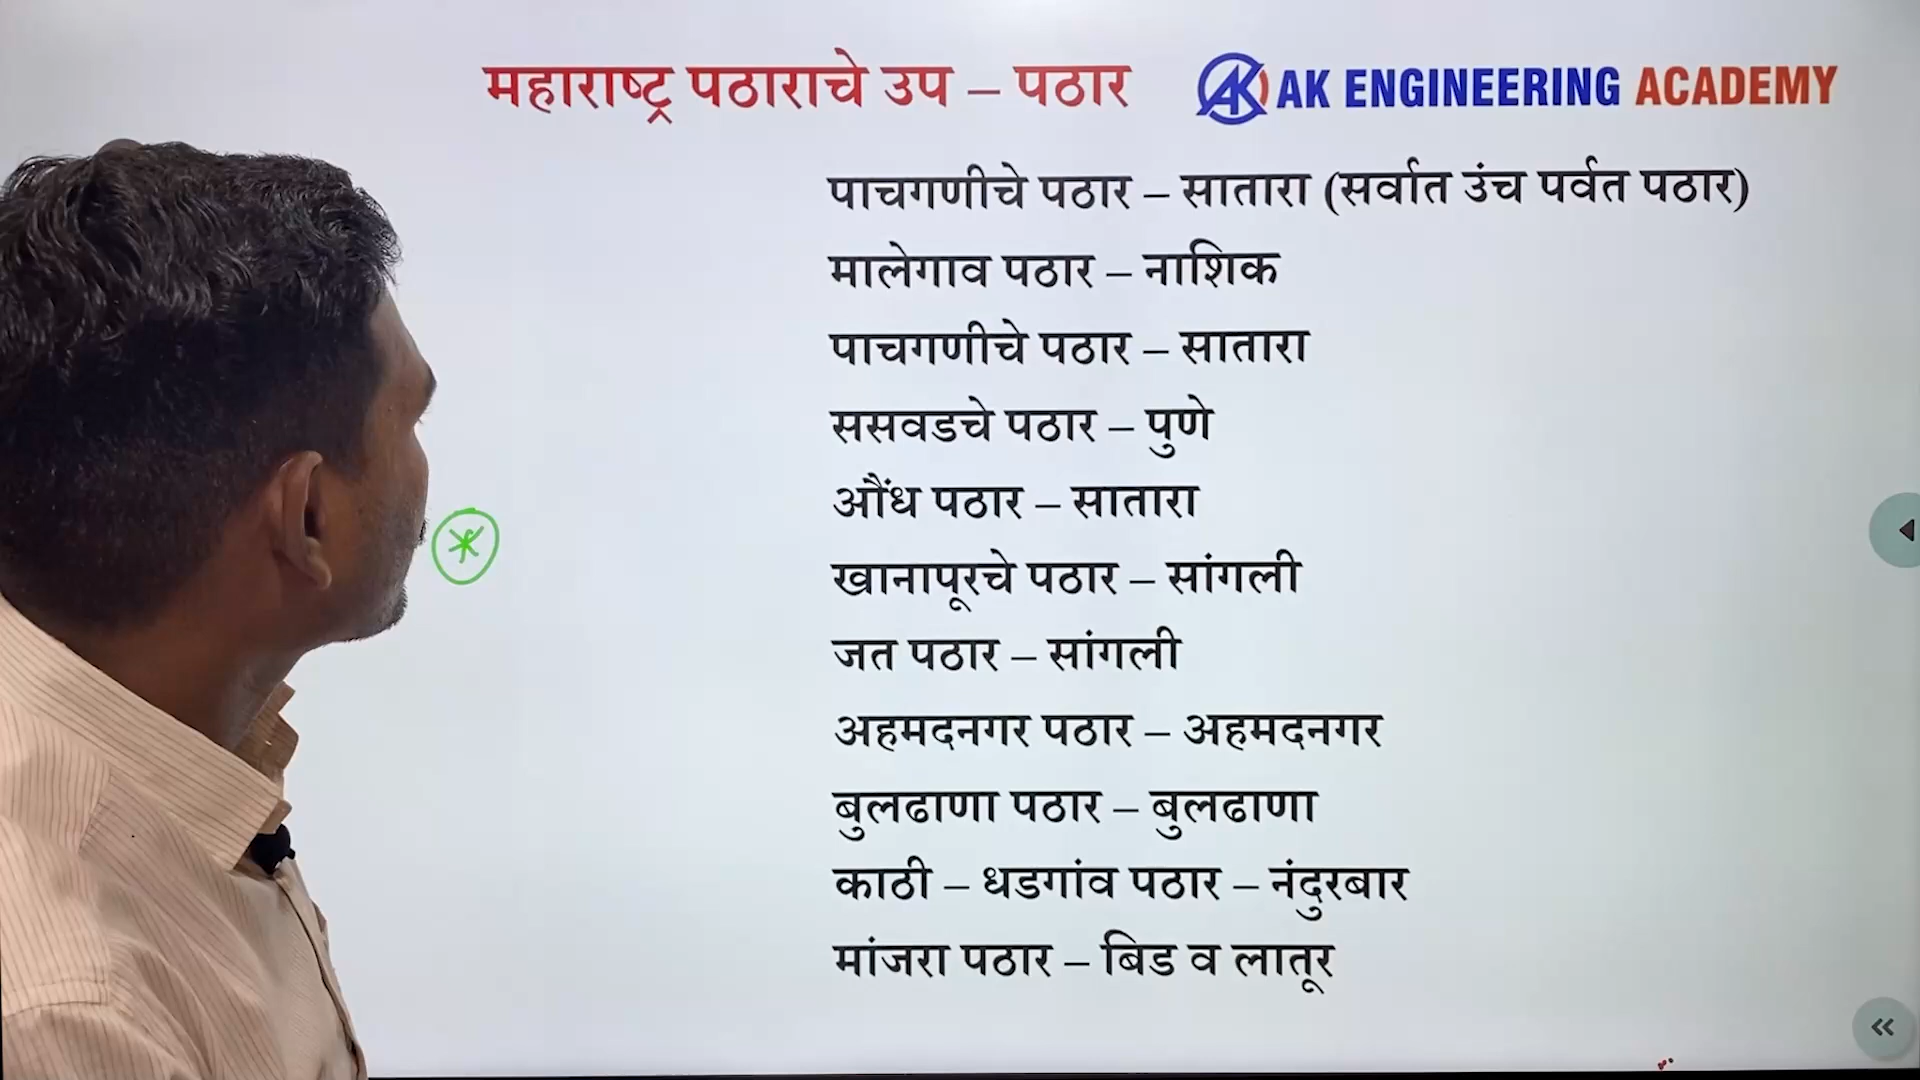 महाराष्ट्र पठाराचे उप – पठार
AK ENGINEERING ACADEMY
पाचगणीचे पठार – सातारा (सर्वात उंच पर्वत पठार)
मालेगाव पठार – नाशिक
पाचगणीचे पठार – सातारा
ससवडचे पठार – पुणे
औंध पठार – सातारा
खानापूरचे पठार – सांगली
जत पठार – सांगली
अहमदनगर पठार – अहमदनगर
बुलढाणा पठार – बुलढाणा
काठी – धडगांव पठार – नंदुरबार
मांजरा पठार – बिड व लातूर